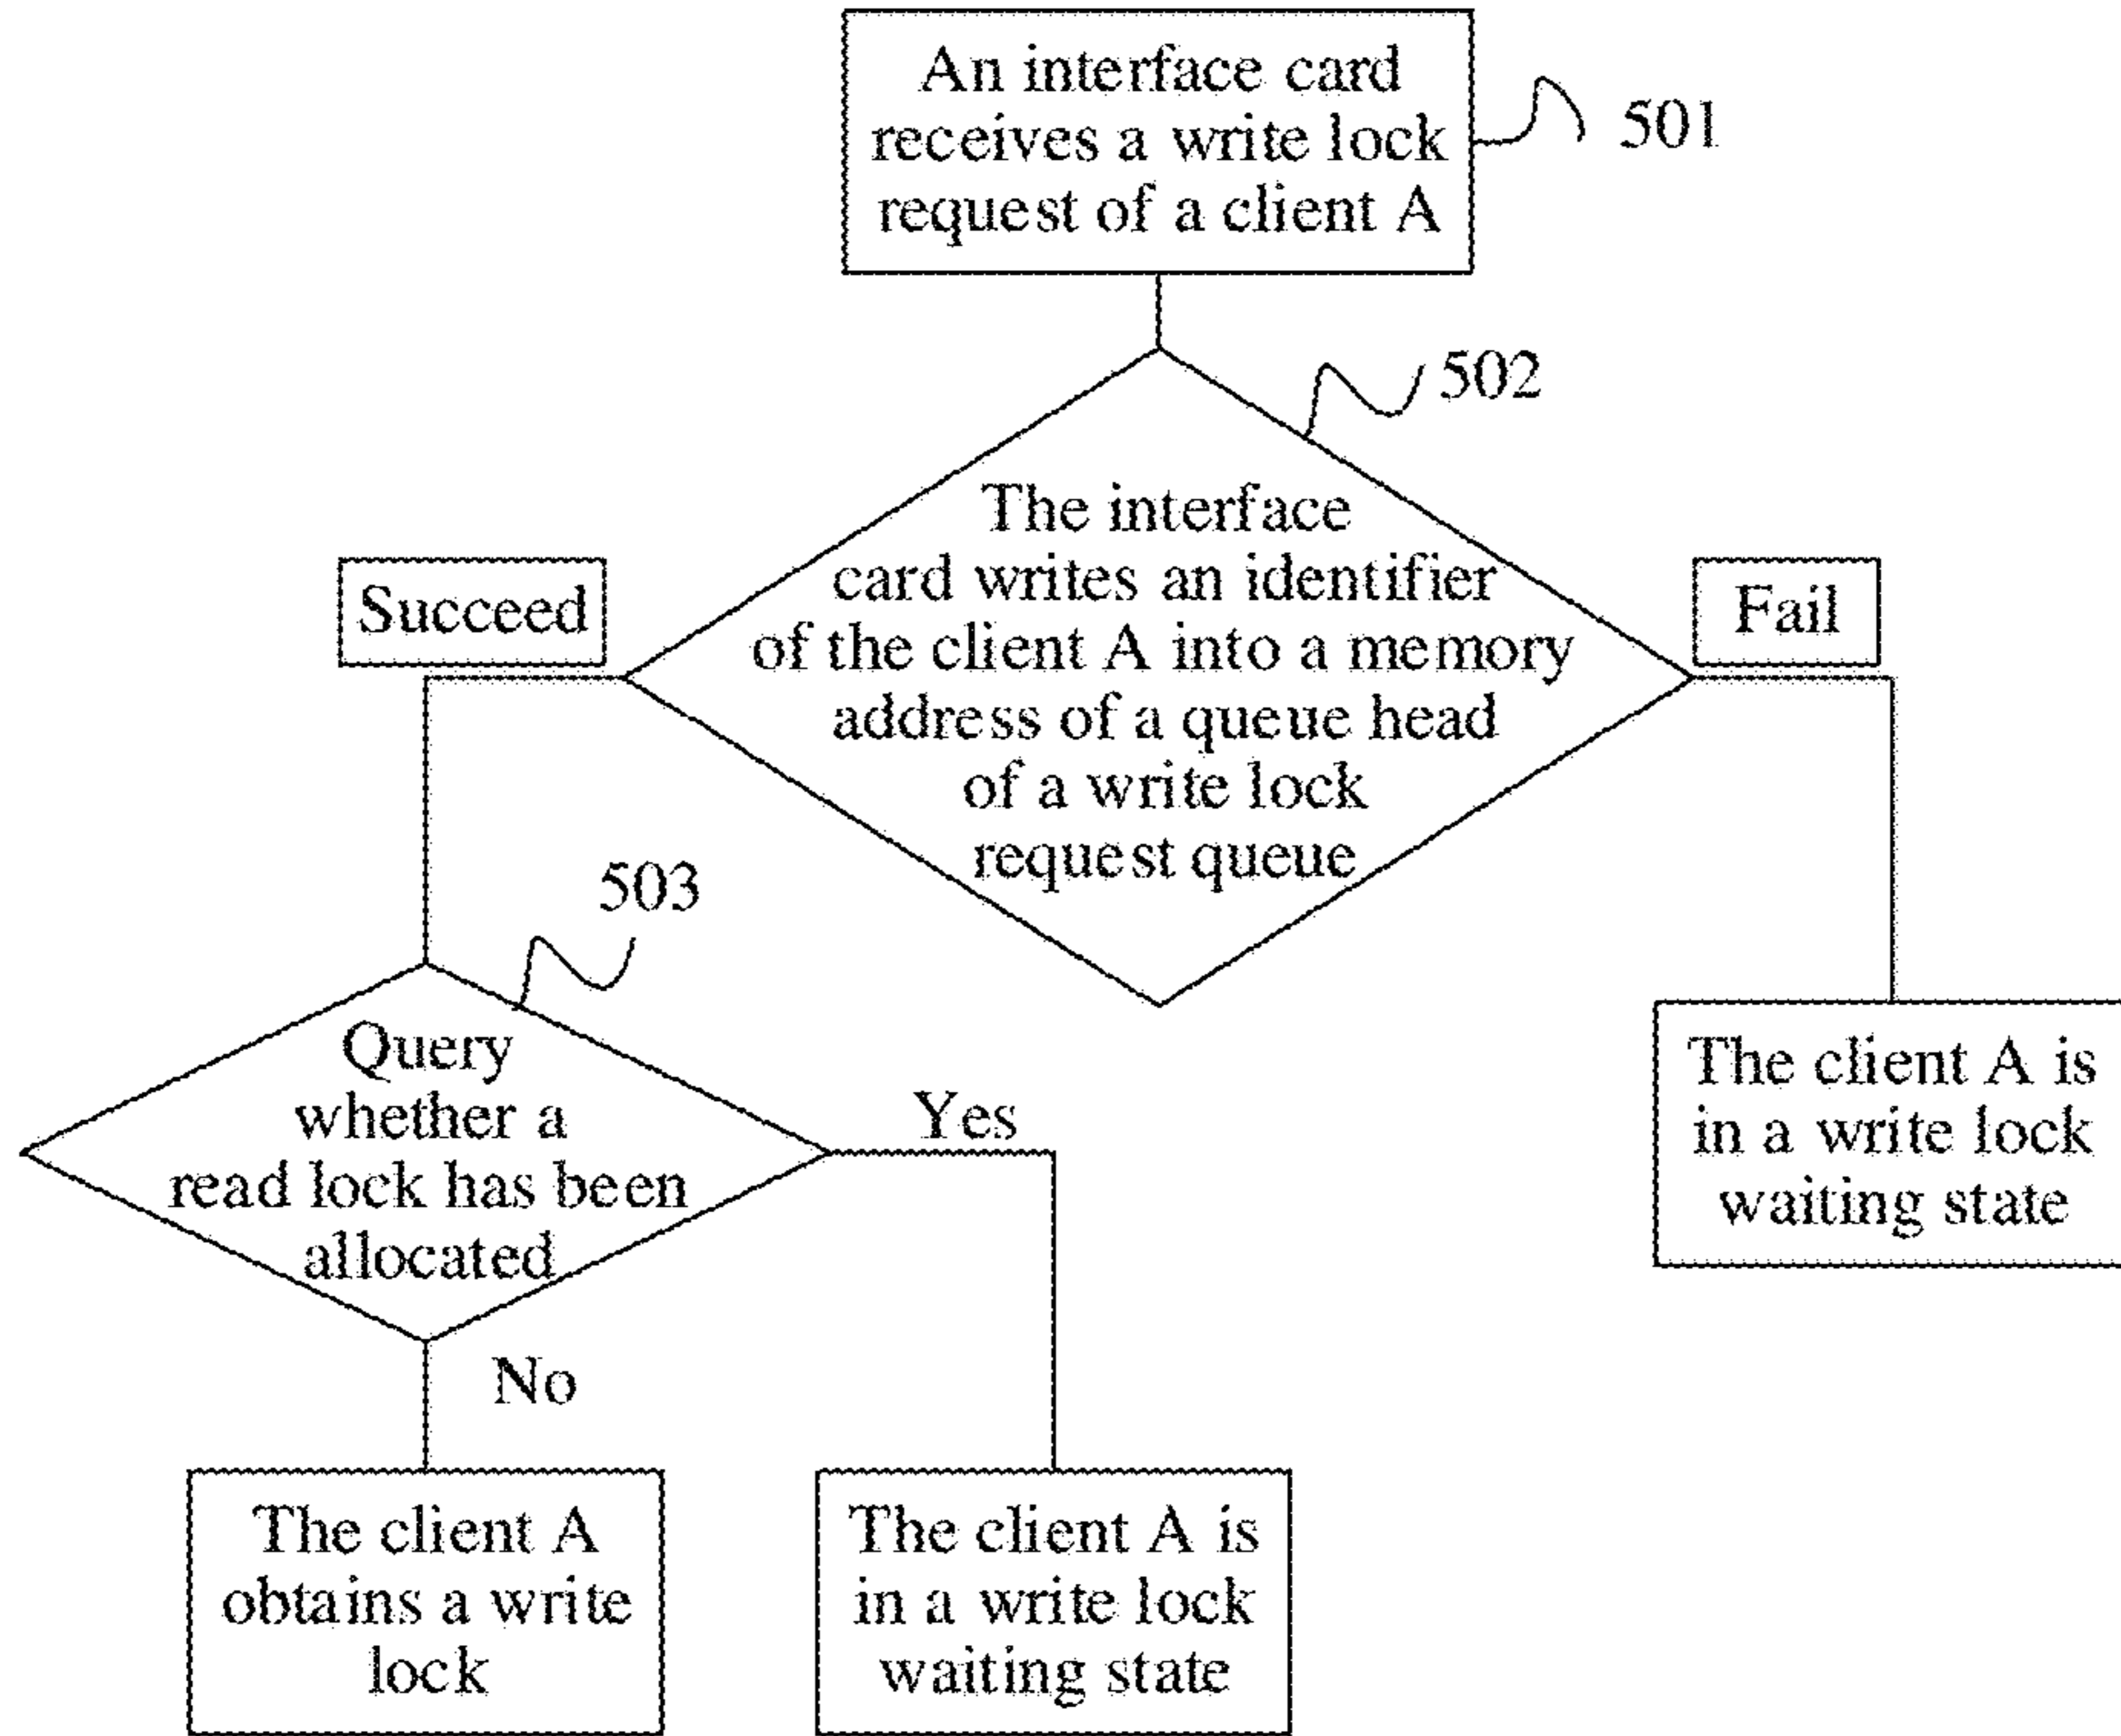 An interface card
receives a write lock
request of a client A
501
502
The interface
card writes an identifier
of the client A into a memory
address of a queue head
of a write lock
request queue
Succeed
Fail
503
Query
whether a
read lock has been
allocated
Yes
No
The client A is
in a write lock
waiting state
The client A
obtains a write
lock
The client A is
in a write lock
waiting state